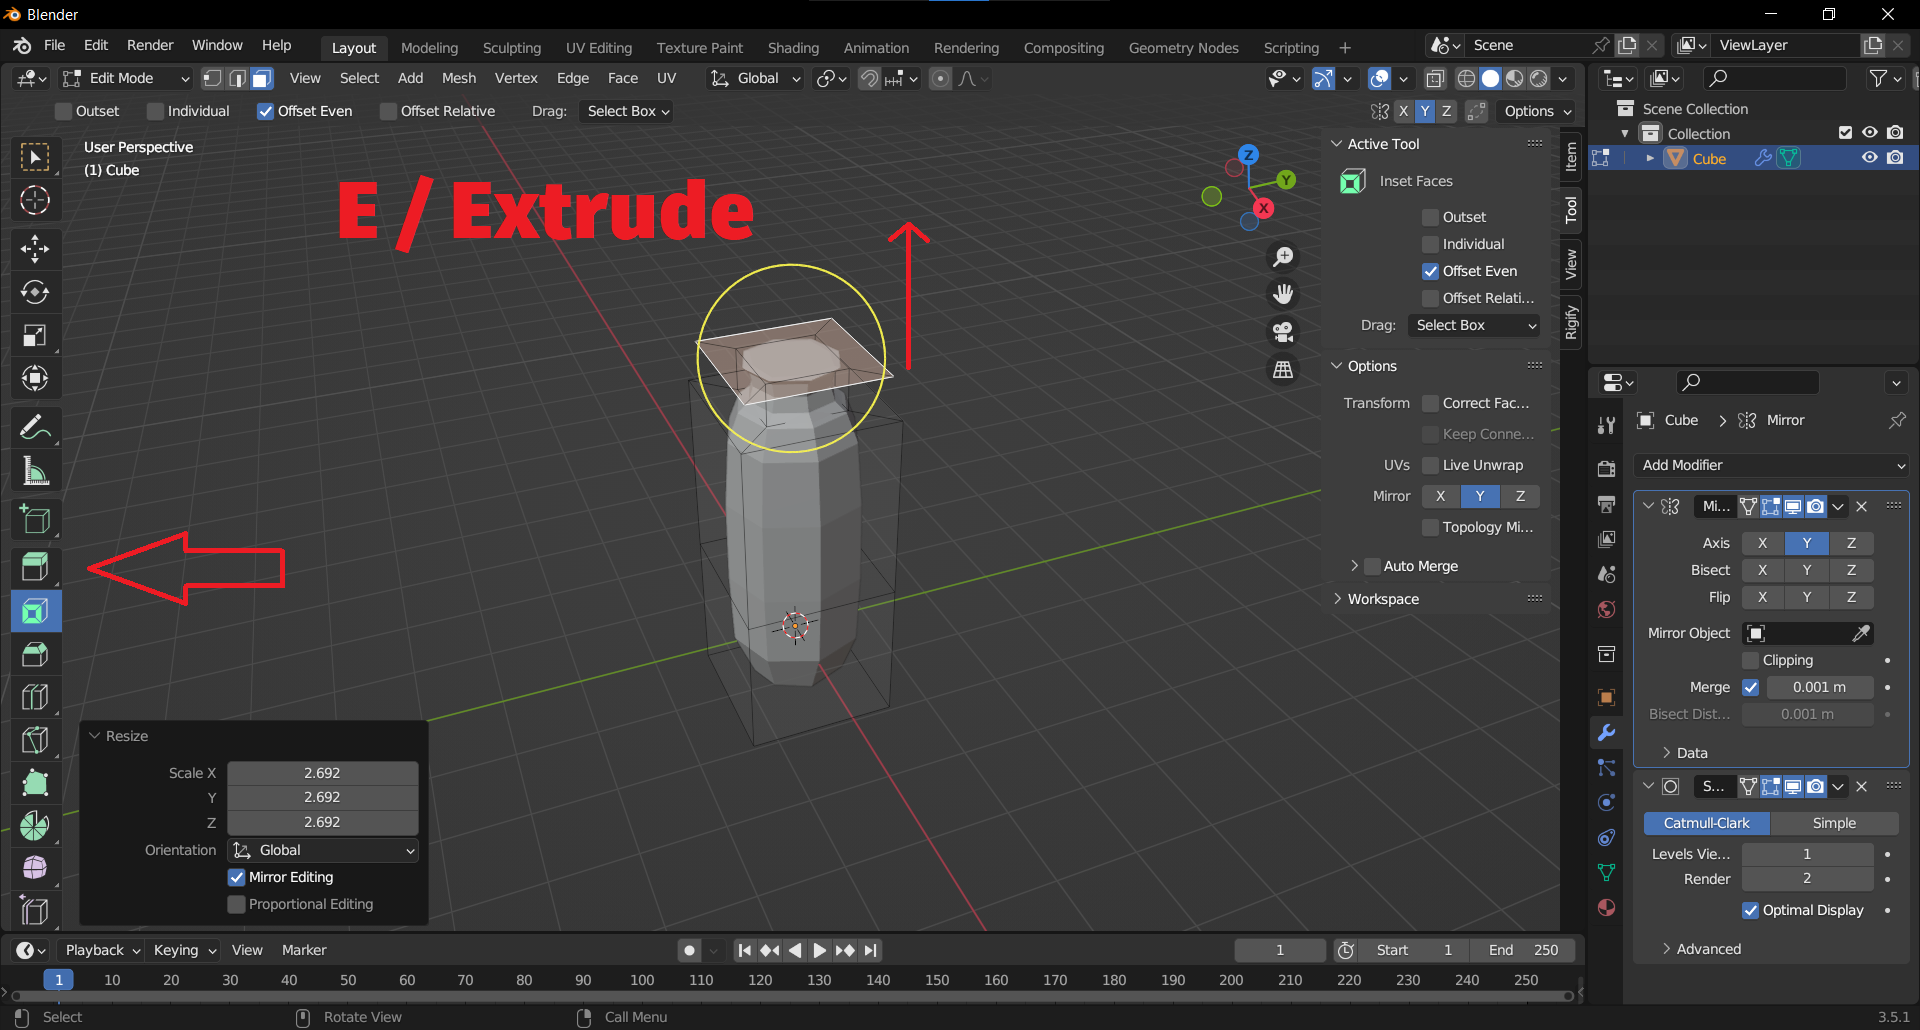 Blender
File Edit Render Window Help
Layout Modeling Sculpting UV Editing Texture Paint Shading Animation Rendering Compositing Geometry Nodes Scripting +
Scene
ViewLayer
Edit Mode View Select Add Mesh Vertex Edge Face UV Global
Outset Individual Offset Even Offset Relative Drag: Select Box
X Y Z Options
User Perspective
(1) Cube
E / Extrude
Z
Y
X
Active Tool
Inset Faces
Outset
Individual
Offset Even
Offset Relati...
Drag: Select Box
Options
Transform Correct Fac...
Keep Conne...
UVs Live Unwrap
Mirror X Y Z
Topology Mi...
Auto Merge
Workspace
Item
Tool
View
Rigify
Scene Collection
Collection
Cube
Cube > Mirror
Add Modifier
Mi...
Axis X Y Z
Bisect X Y Z
Flip X Y Z
Mirror Object
Clipping
Merge 0.001 m
Bisect Dist... 0.001 m
Data
S...
Catmull-Clark Simple
Levels Vie... 1
Render 2
Optimal Display
Advanced
Resize
Scale X 2.692
Y 2.692
Z 2.692
Orientation Global
Mirror Editing
Proportional Editing
Playback Keying View Marker
1 Start 1 End 250
1 10 20 30 40 50 60 70 80 90 100 110 120 130 140 150 160 170 180 190 200 210 220 230 240 250
Select Rotate View Call Menu
3.5.1